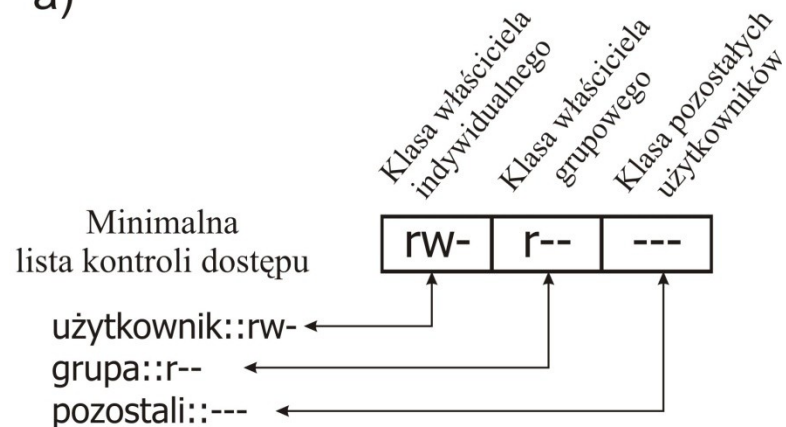 a)
Klasa właściciela
indywidualnego
Klasa właściciela
grupowego
Klasa pozostałych
użytkowników
Minimalna
lista kontroli dostępu
rw- r-- ---
użytkownik::rw-
grupa::r--
pozostali::---